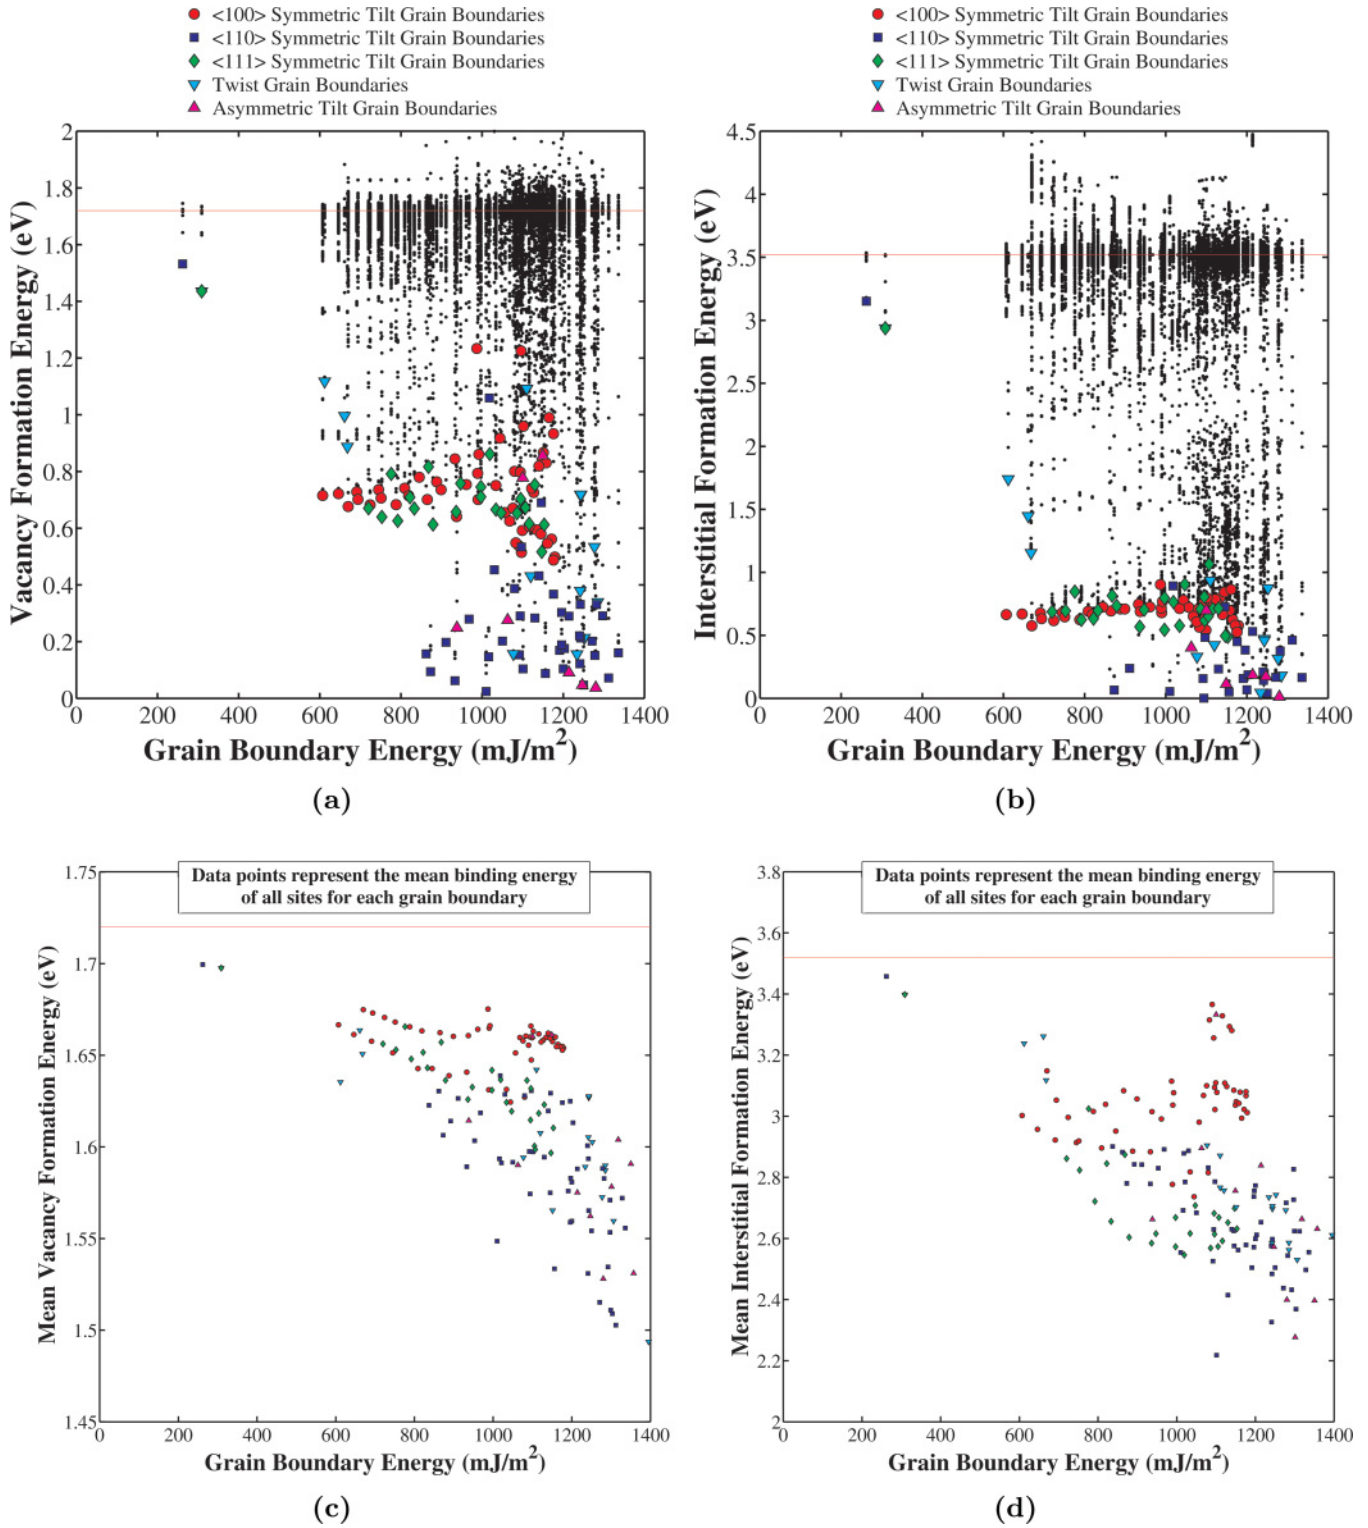 <100> Symmetric Tilt Grain Boundaries
<110> Symmetric Tilt Grain Boundaries
<111> Symmetric Tilt Grain Boundaries
Twist Grain Boundaries
Asymmetric Tilt Grain Boundaries
2
1.8
1.6
1.4
1.2
1
0.8
0.6
0.4
0.2
0
0 200 400 600 800 1000 1200 1400
Vacancy Formation Energy (eV)
Grain Boundary Energy (mJ/m²)
(a)
<100> Symmetric Tilt Grain Boundaries
<110> Symmetric Tilt Grain Boundaries
<111> Symmetric Tilt Grain Boundaries
Twist Grain Boundaries
Asymmetric Tilt Grain Boundaries
4.5
4
3.5
3
2.5
2
1.5
1
0.5
0
0 200 400 600 800 1000 1200 1400
Interstitial Formation Energy (eV)
Grain Boundary Energy (mJ/m²)
(b)
Data points represent the mean binding energy
of all sites for each grain boundary
1.75
1.7
1.65
1.6
1.55
1.5
1.45
0 200 400 600 800 1000 1200 1400
Mean Vacancy Formation Energy (eV)
Grain Boundary Energy (mJ/m²)
(c)
Data points represent the mean binding energy
of all sites for each grain boundary
3.8
3.6
3.4
3.2
3
2.8
2.6
2.4
2.2
2
0 200 400 600 800 1000 1200 1400
Mean Interstitial Formation Energy (eV)
Grain Boundary Energy (mJ/m²)
(d)